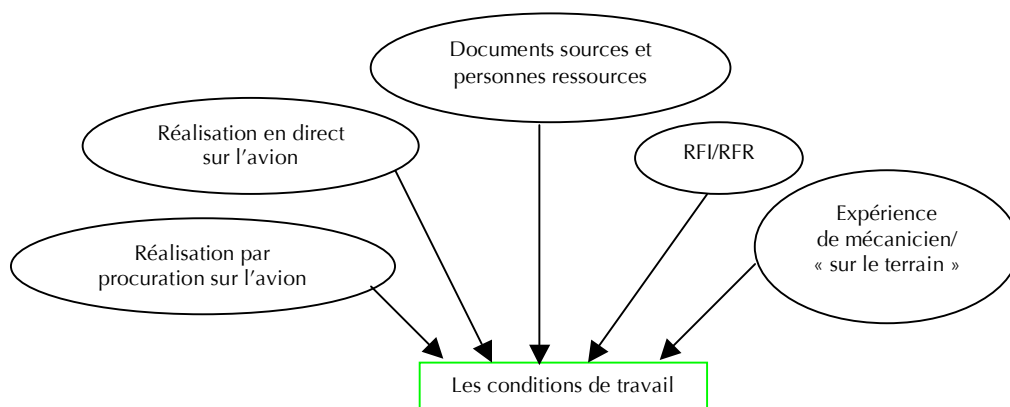 Documents sources et
personnes ressources
Réalisation en direct
sur l’avion
RFI/RFR
Expérience
de mécanicien/
« sur le terrain »
Réalisation par
procuration sur l’avion
Les conditions de travail